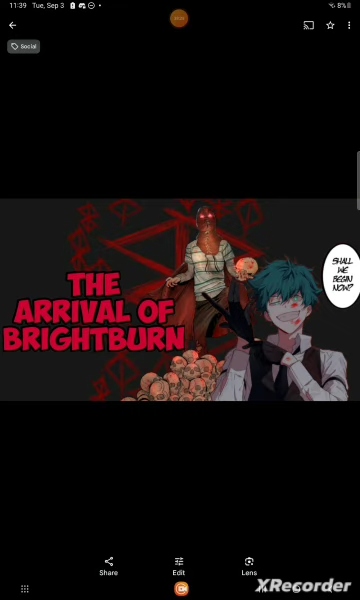 11:39 Tue, Sep 3
8%
Social
THE
ARRIVAL OF
BRIGHTBURN
SHALL
WE
BEGIN
NOW?
Share Edit Lens
XRecorder